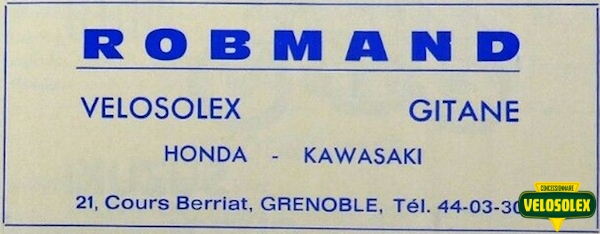 ROBMAND
VELOSOLEX GITANE
HONDA - KAWASAKI
21, Cours Berriat, GRENOBLE, Tél. 44-03-30
CONCESSIONNAIRE
VELOSOLEX